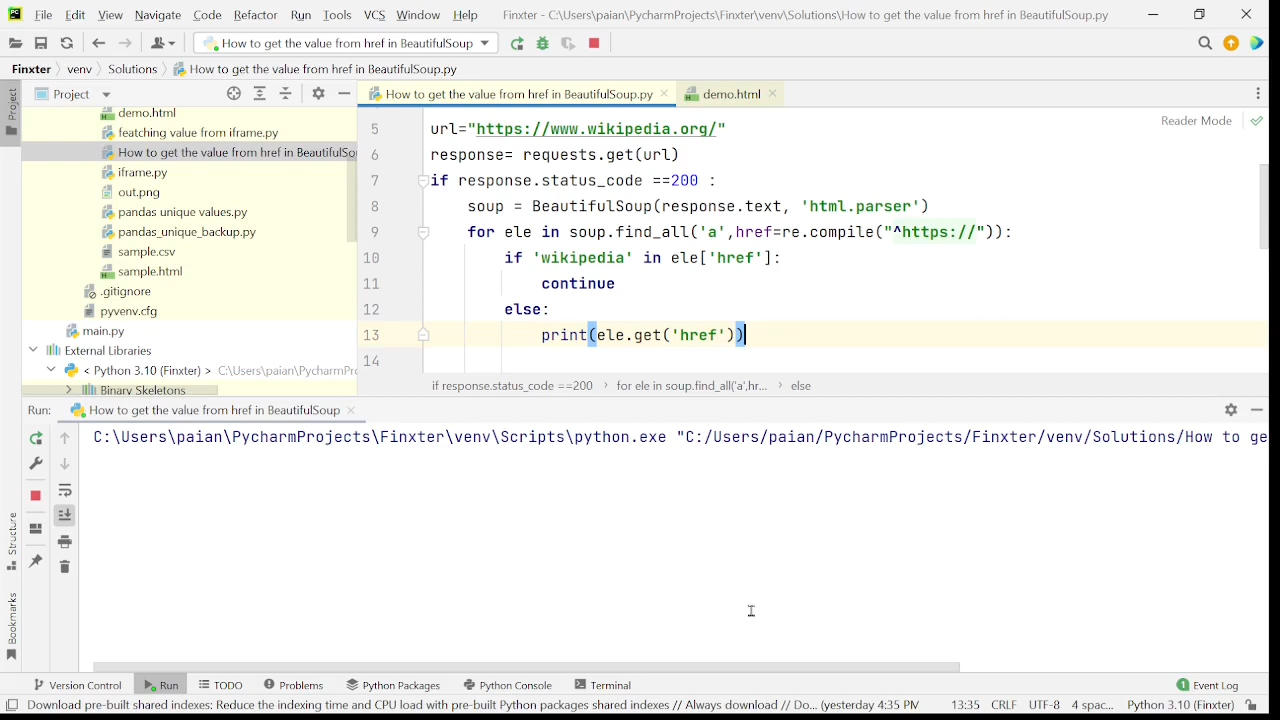 File Edit View Navigate Code Refactor Run Tools VCS Window Help Finxter - C:\Users\paian\PycharmProjects\Finxter\venv\Solutions\How to get the value from href in BeautifulSoup.py
How to get the value from href in BeautifulSoup
Finxter venv Solutions How to get the value from href in BeautifulSoup.py
Project
Project
demo.html
featching value from iframe.py
How to get the value from href in BeautifulSo
iframe.py
out.png
pandas unique values.py
pandas_unique_backup.py
sample.csv
sample.html
.gitignore
pyvenv.cfg
main.py
External Libraries
< Python 3.10 (Finxter) > C:\Users\paian\PycharmPr
Binary Skeletons
How to get the value from href in BeautifulSoup.py demo.html
Reader Mode
5 url="https://www.wikipedia.org/"
6 response= requests.get(url)
7 if response.status_code ==200 :
8 soup = BeautifulSoup(response.text, 'html.parser')
9 for ele in soup.find_all('a',href=re.compile("^https://")):
10 if 'wikipedia' in ele['href']:
11 continue
12 else:
13 print(ele.get('href'))
14
if response.status_code ==200 for ele in soup.find_all('a',hr... else
Run: How to get the value from href in BeautifulSoup
C:\Users\paian\PycharmProjects\Finxter\venv\Scripts\python.exe "C:/Users/paian/PycharmProjects/Finxter/venv/Solutions/How to ge
Structure
Bookmarks
Version Control Run TODO Problems Python Packages Python Console Terminal Event Log
Download pre-built shared indexes: Reduce the indexing time and CPU load with pre-built Python packages shared indexes // Always download // Do... (yesterday 4:35 PM 13:35 CRLF UTF-8 4 spac... Python 3.10 (Finxter)